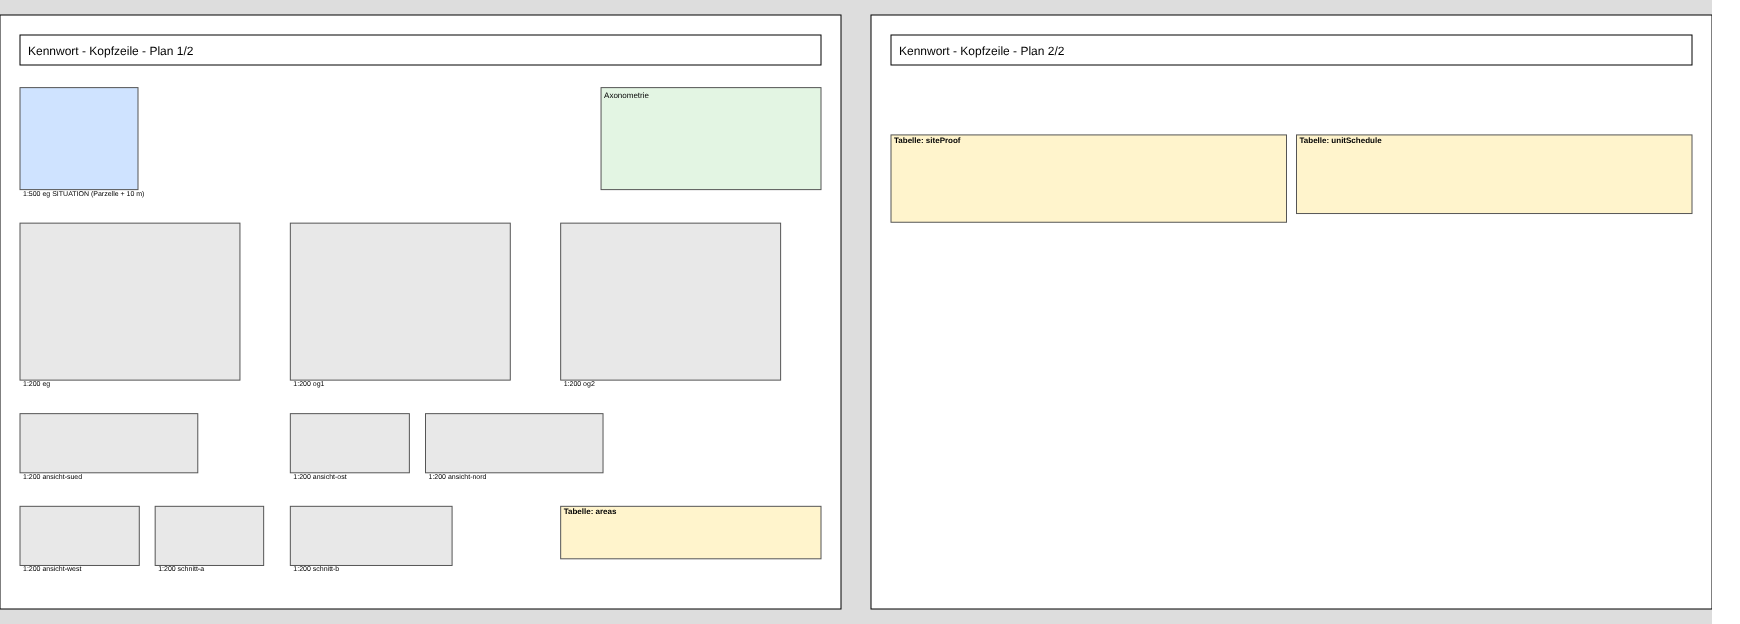 Kennwort - Kopfzeile - Plan 1/2
Axonometrie
1:500 eg SITUATION (Parzelle + 10 m)
1:200 eg
1:200 og1
1:200 og2
1:200 ansicht-sued
1:200 ansicht-ost
1:200 ansicht-nord
Tabelle: areas
1:200 ansicht-west
1:200 schnitt-a
1:200 schnitt-b
Kennwort - Kopfzeile - Plan 2/2
Tabelle: siteProof
Tabelle: unitSchedule